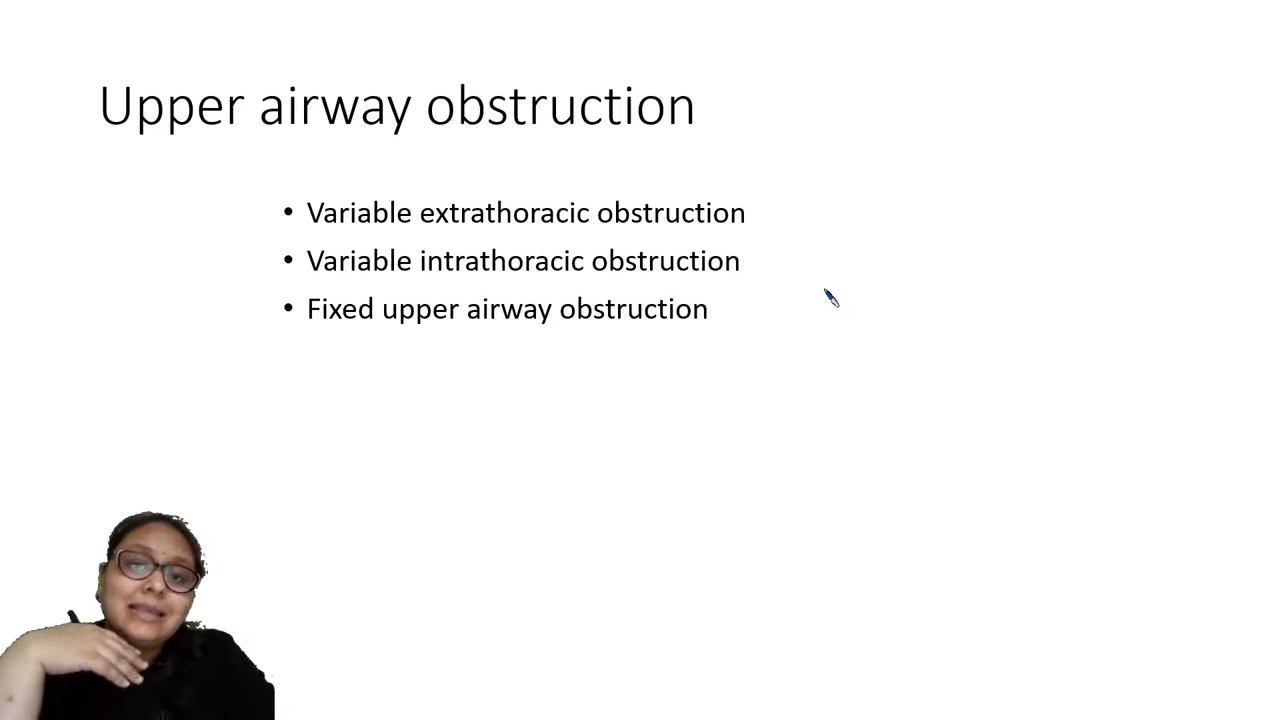 Upper airway obstruction
• Variable extrathoracic obstruction
• Variable intrathoracic obstruction
• Fixed upper airway obstruction